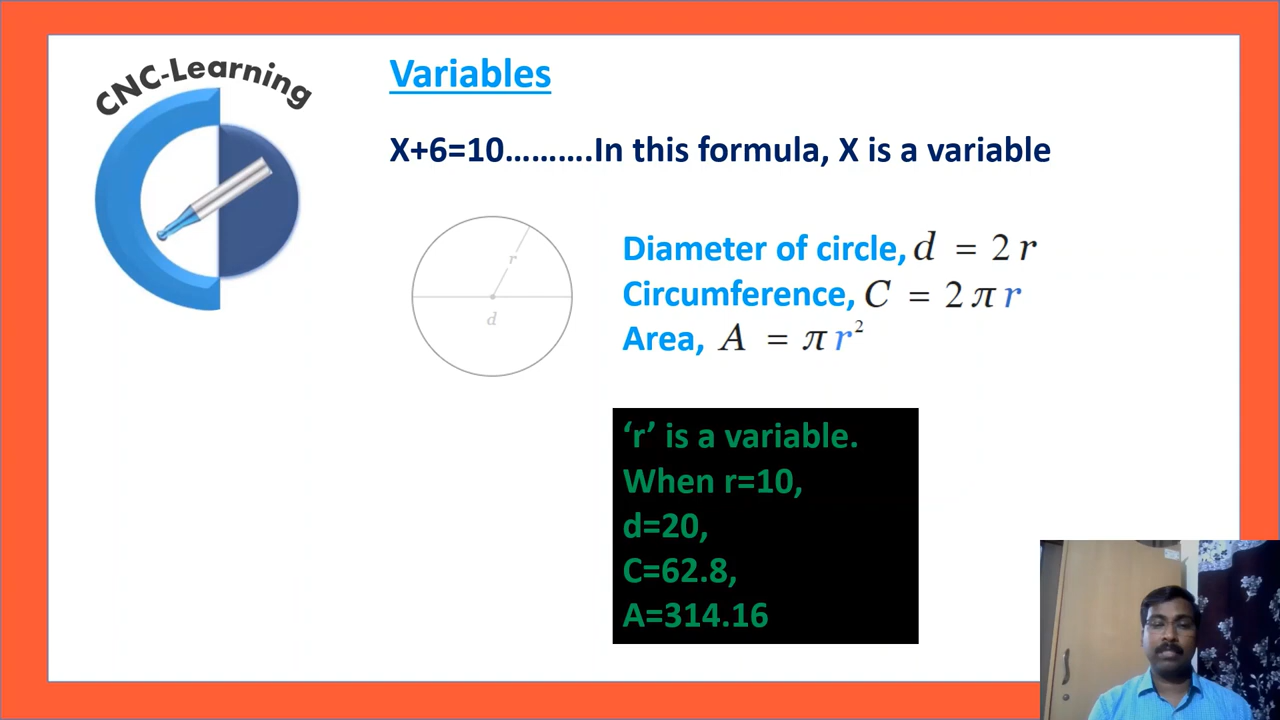 CNC-Learning
Variables
X+6=10……….In this formula, X is a variable
r
d
Diameter of circle, d = 2 r
Circumference, C = 2 π r
Area, A = π r²
‘r’ is a variable.
When r=10,
d=20,
C=62.8,
A=314.16